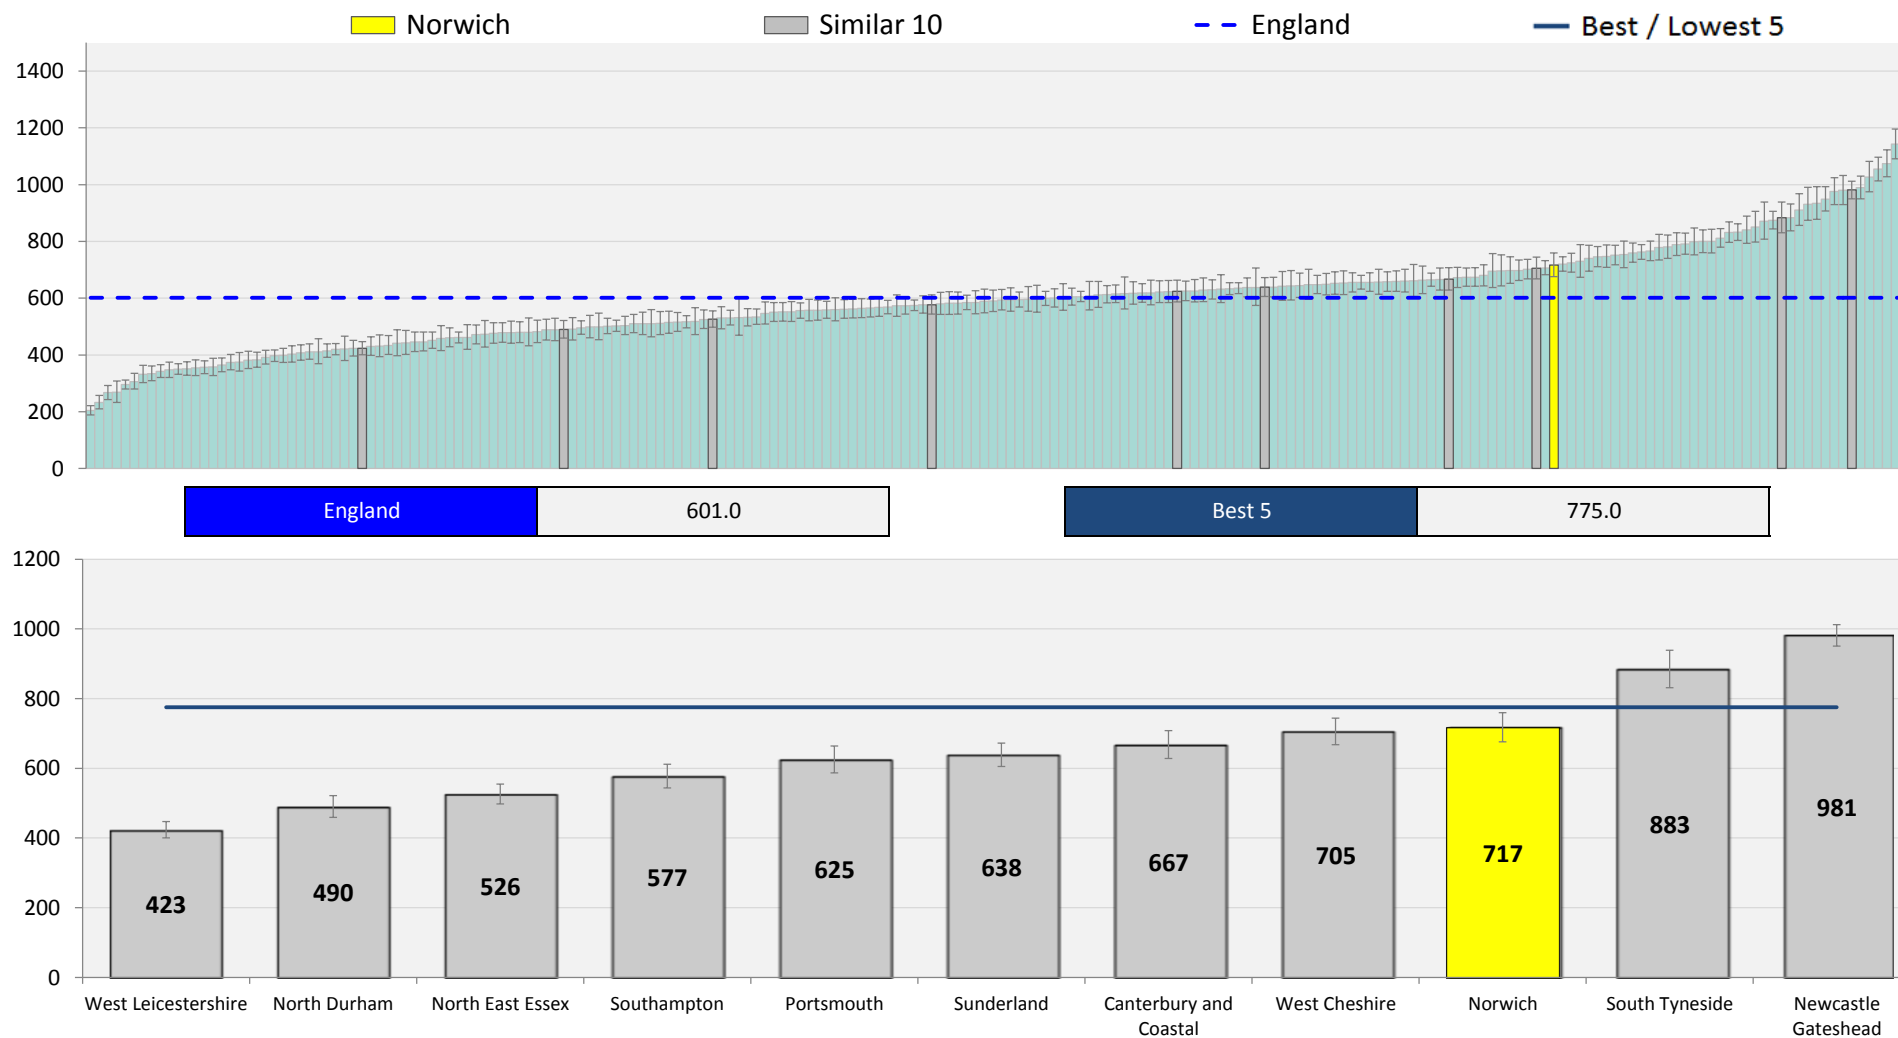 Norwich
Similar 10
England
Best / Lowest 5
1400
1200
1000
800
600
400
200
0
England 601.0
Best 5 775.0
1200
1000
800
600
400
200
0
423
490
526
577
625
638
667
705
717
883
981
West Leicestershire
North Durham
North East Essex
Southampton
Portsmouth
Sunderland
Canterbury and
Coastal
West Cheshire
Norwich
South Tyneside
Newcastle
Gateshead